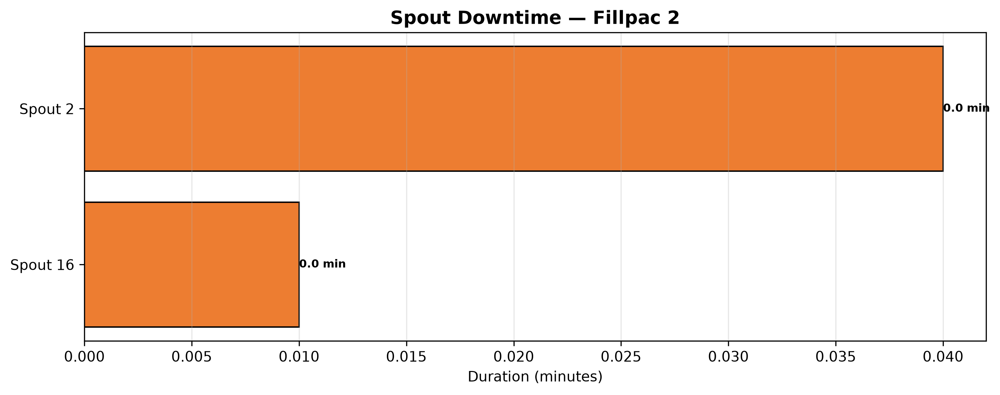 Spout Downtime — Fillpac 2
Spout 2
0.0 min
Spout 16
0.0 min
0.000 0.005 0.010 0.015 0.020 0.025 0.030 0.035 0.040
Duration (minutes)